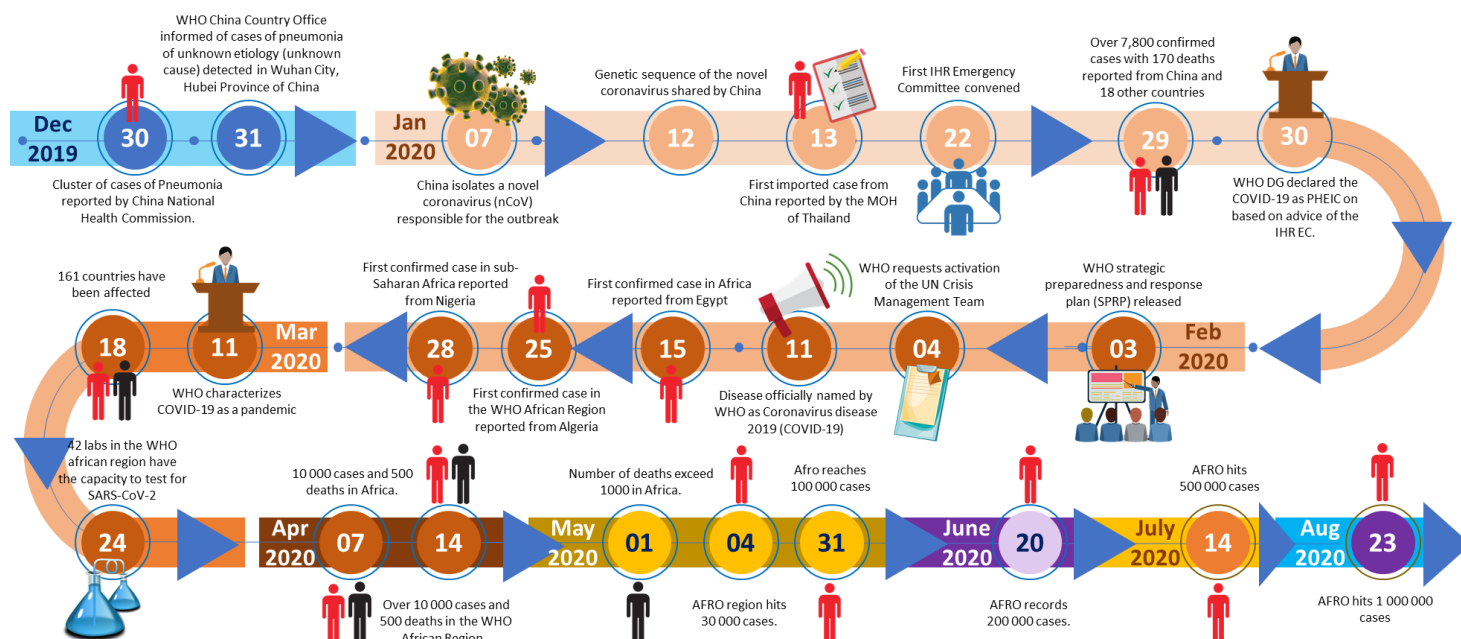 WHO China Country Office
informed of cases of pneumonia
of unknown etiology (unknown
cause) detected in Wuhan City,
Hubei Province of China
Dec
2019
30
31
Cluster of cases of Pneumonia
reported by China National
Health Commission.
Jan
2020
07
China isolates a novel
coronavirus (nCoV)
responsible for the outbreak
Genetic sequence of the novel
coronavirus shared by China
12
13
First imported case from
China reported by the MOH
of Thailand
First IHR Emergency
Committee convened
22
Over 7,800 confirmed
cases with 170 deaths
reported from China and
18 other countries
29
30
WHO DG declared the
COVID-19 as PHEIC on
based on advice of the
IHR EC.
WHO strategic
preparedness and response
plan (SPRP) released
Feb
2020
03
WHO requests activation
of the UN Crisis
Management Team
04
11
Disease officially named by
WHO as Coronavirus disease
2019 (COVID-19)
First confirmed case in Africa
reported from Egypt
15
25
First confirmed case in
the WHO African Region
reported from Algeria
First confirmed case in sub-
Saharan Africa reported
from Nigeria
28
Mar
2020
11
WHO characterizes
COVID-19 as a pandemic
161 countries have
been affected
18
42 labs in the WHO
african region have
the capacity to test for
SARS-CoV-2
24
Apr
2020
10 000 cases and 500
deaths in Africa.
07
14
Over 10 000 cases and
500 deaths in the WHO
African Region
May
2020
Number of deaths exceed
1000 in Africa.
01
04
AFRO region hits
30 000 cases.
Afro reaches
100 000 cases
31
June
2020
20
AFRO records
200 000 cases.
July
2020
AFRO hits
500 000 cases
14
Aug
2020
23
AFRO hits 1 000 000
cases